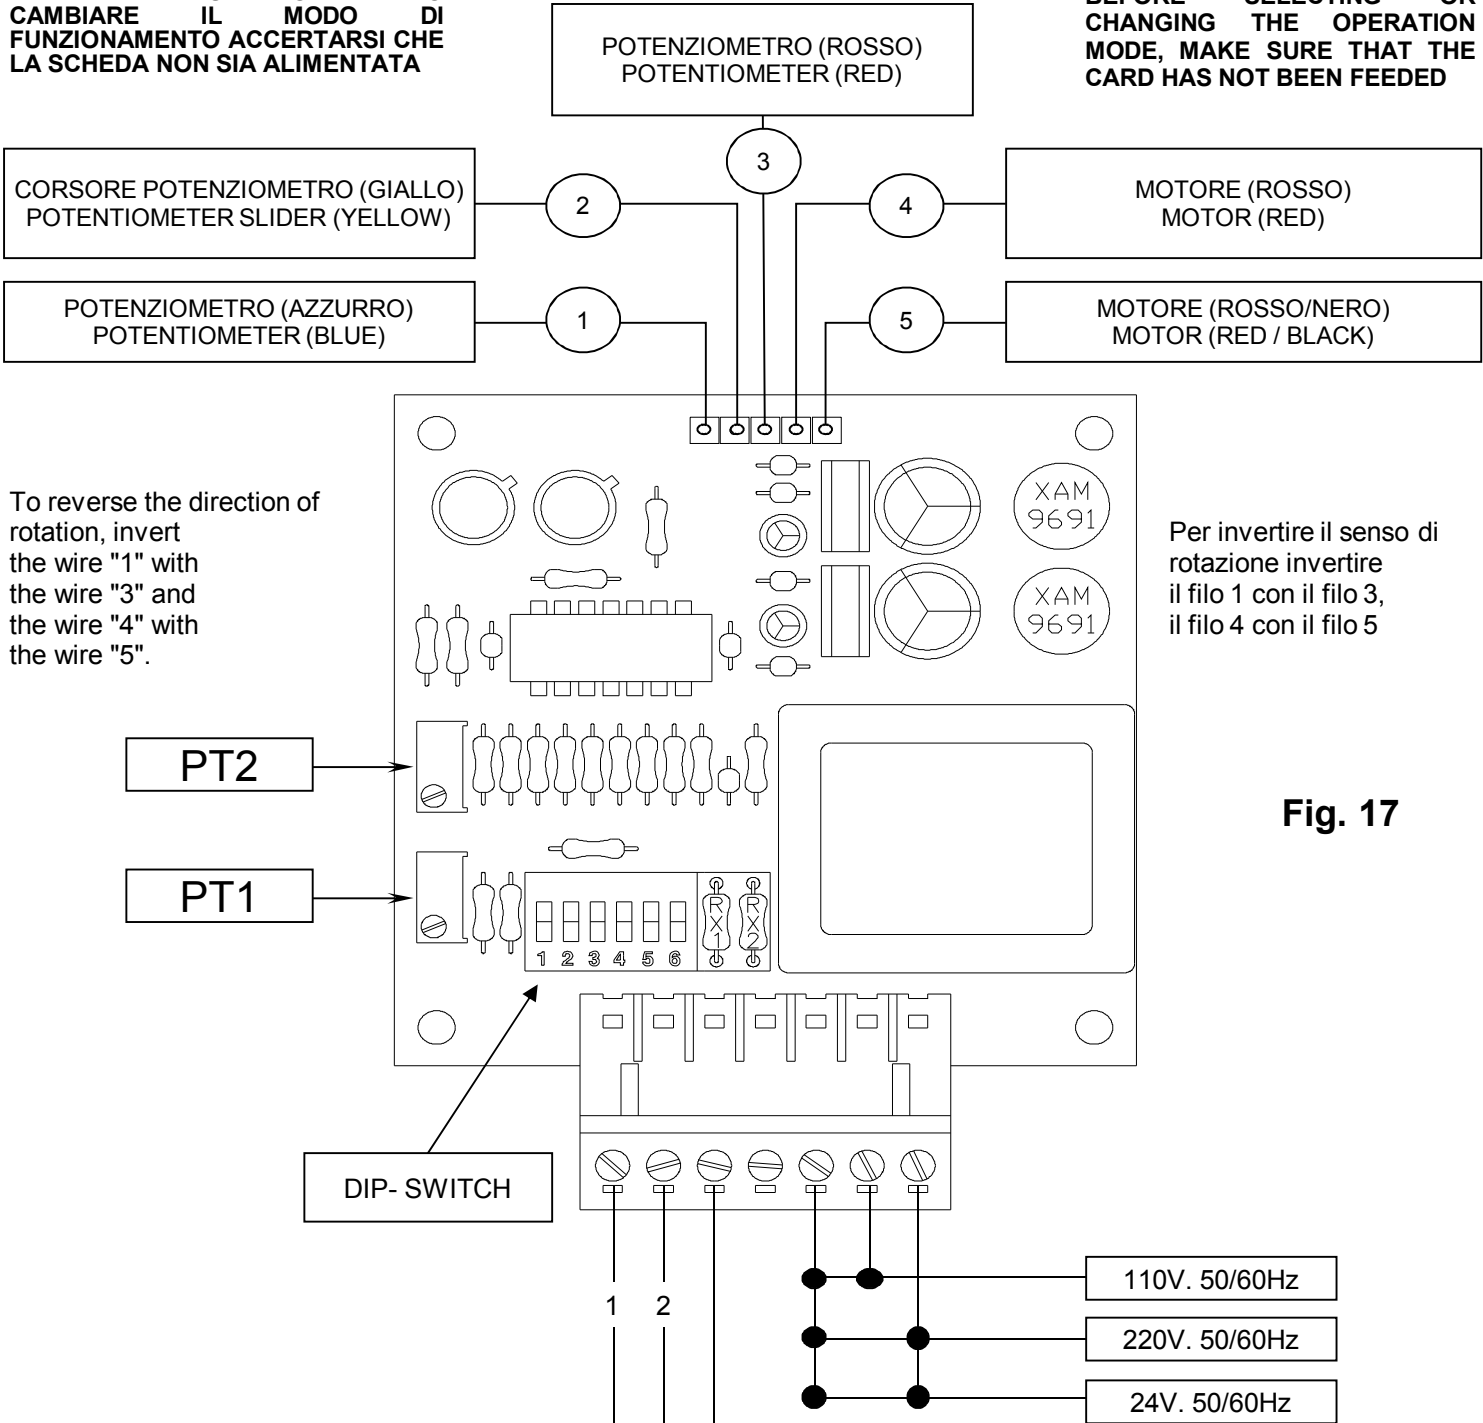 CAMBIARE IL MODO DI
FUNZIONAMENTO ACCERTARSI CHE
LA SCHEDA NON SIA ALIMENTATA
BEFORE SELECTING OR
CHANGING THE OPERATION
MODE, MAKE SURE THAT THE
CARD HAS NOT BEEN FEEDED
POTENZIOMETRO (ROSSO)
POTENTIOMETER (RED)
3
CORSORE POTENZIOMETRO (GIALLO)
POTENTIOMETER SLIDER (YELLOW)
2
4
MOTORE (ROSSO)
MOTOR (RED)
POTENZIOMETRO (AZZURRO)
POTENTIOMETER (BLUE)
1
5
MOTORE (ROSSO/NERO)
MOTOR (RED / BLACK)
To reverse the direction of
rotation, invert
the wire "1" with
the wire "3" and
the wire "4" with
the wire "5".
XAM
9691
XAM
9691
Per invertire il senso di
rotazione invertire
il filo 1 con il filo 3,
il filo 4 con il filo 5
PT2
Fig. 17
PT1
RX1
RX2
1 2 3 4 5 6
DIP- SWITCH
1 2
110V. 50/60Hz
220V. 50/60Hz
24V. 50/60Hz